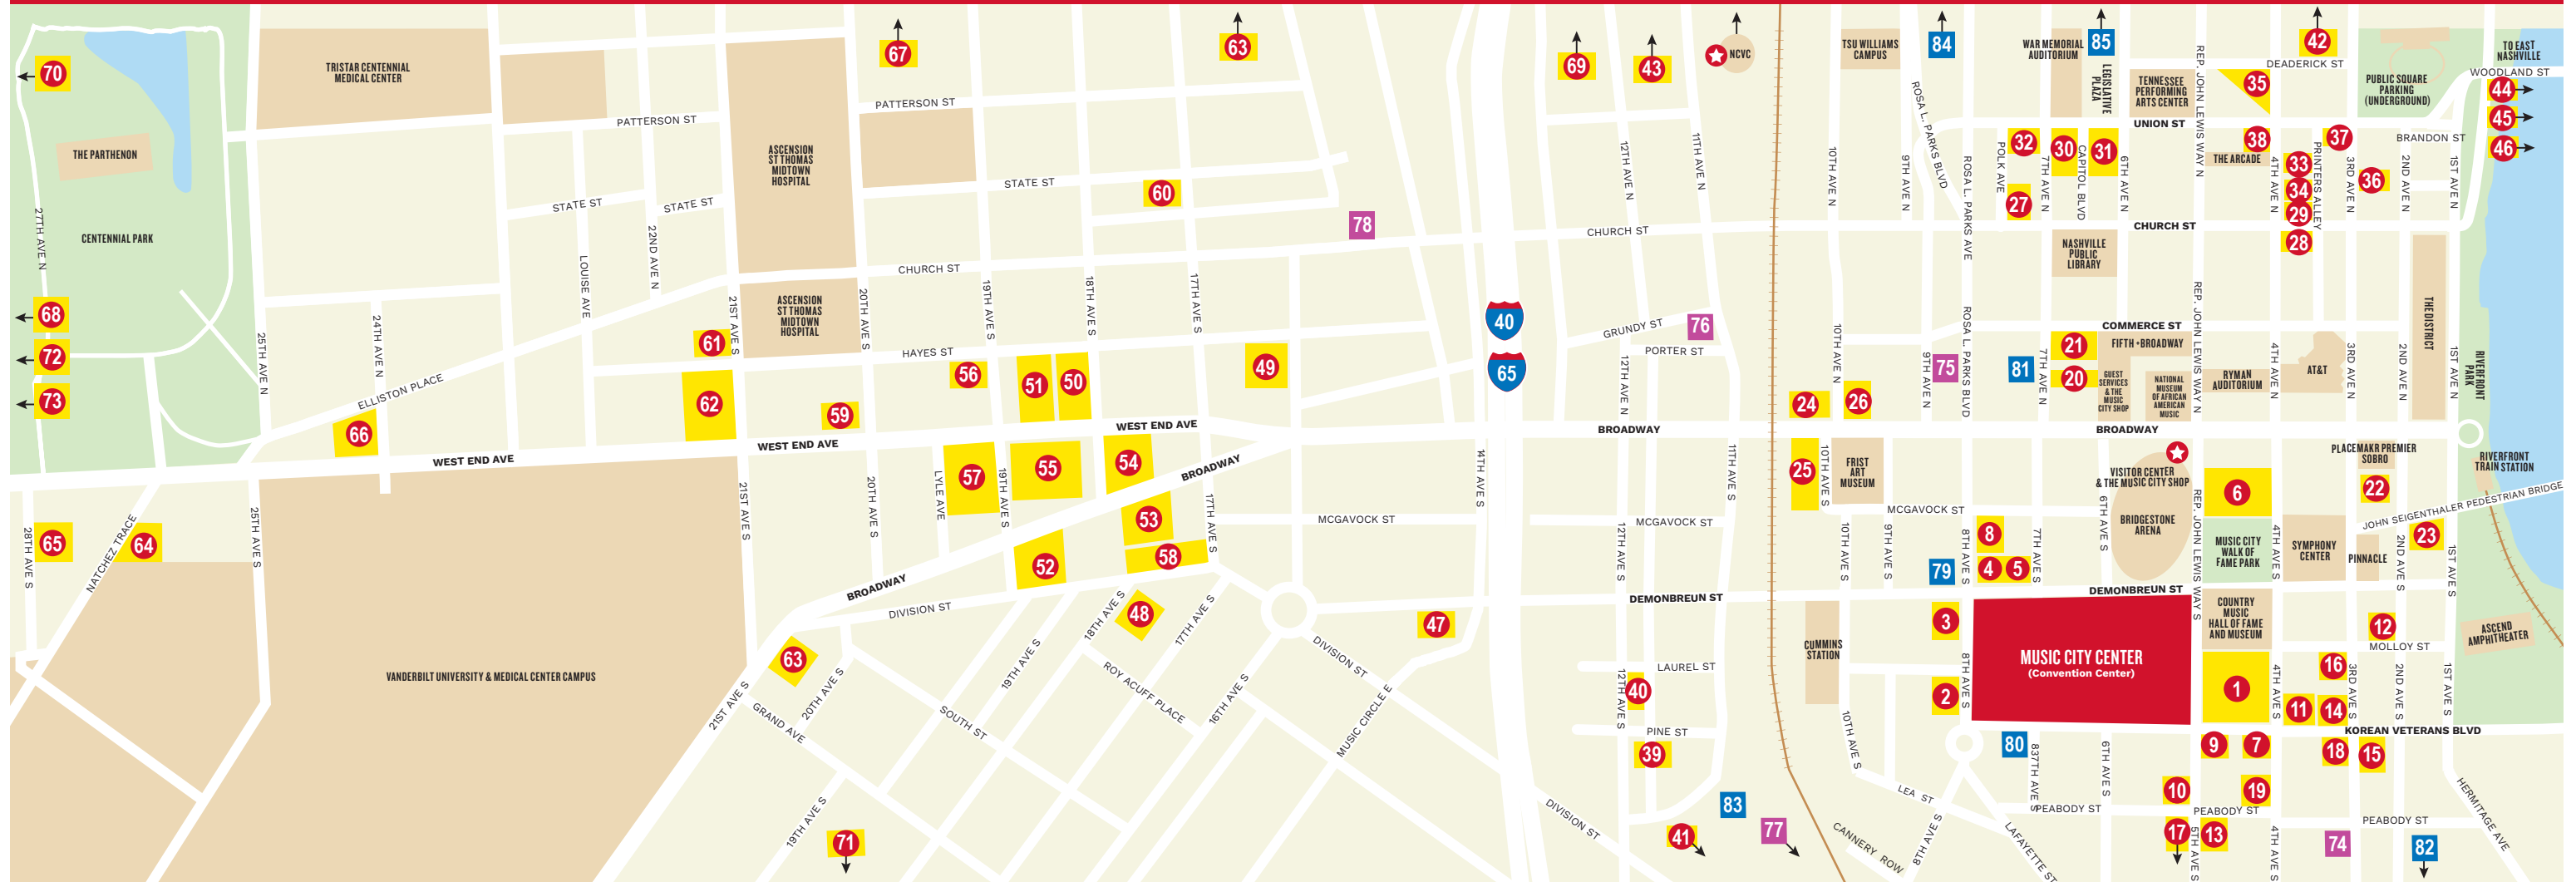 70
TRISTAR CENTENNIAL
MEDICAL CENTER
67
63
69
43
NCVC
TSU WILLIAMS
CAMPUS
84
WAR MEMORIAL
AUDITORIUM
85
LEGISLATIVE
PLAZA
TENNESSEE
PERFORMING
ARTS CENTER
REP. JOHN LEWIS WAY N
42
DEADERICK ST
35
PUBLIC SQUARE
PARKING
(UNDERGROUND)
TO EAST
NASHVILLE
WOODLAND ST
44
45
46
THE PARTHENON
PATTERSON ST
PATTERSON ST
ASCENSION
ST THOMAS
MIDTOWN
HOSPITAL
12TH AVE N
11TH AVE N
10TH AVE N
9TH AVE N
ROSA L. PARKS BLVD
ROSA L. PARKS AVE
POLK AVE
32
7TH AVE N
30
CAPITOL BLVD
31
6TH AVE N
27
UNION ST
38
THE ARCADE
37
BRANDON ST
4TH AVE N
33
34
29
28
PRINTERS ALLEY
3RD AVE N
36
2ND AVE N
1ST AVE N
STATE ST
STATE ST
STATE ST
60
78
27TH AVE N
CENTENNIAL PARK
LOUISE AVE
22ND AVE N
CHURCH ST
CHURCH ST
CHURCH ST
NASHVILLE
PUBLIC
LIBRARY
68
72
73
25TH AVE N
24TH AVE N
ELLISTON PLACE
66
61
62
21ST AVE S
ASCENSION
ST THOMAS
MIDTOWN
HOSPITAL
20TH AVE S
19TH AVE S
18TH AVE S
17TH AVE S
HAYES ST
56
51
50
49
59
40
65
GRUNDY ST
76
PORTER ST
12TH AVE N
24
10TH AVE N
26
9TH AVE N
75
ROSA L. PARKS BLVD
81
7TH AVE N
21
20
COMMERCE ST
FIFTH + BROADWAY
GUEST
SERVICES
& THE
MUSIC
CITY SHOP
NATIONAL
MUSEUM
OF AFRICAN
AMERICAN
MUSIC
REP. JOHN LEWIS WAY N
RYMAN
AUDITORIUM
4TH AVE N
AT&T
3RD AVE N
2ND AVE N
THE DISTRICT
1ST AVE N
RIVERFRONT
PARK
WEST END AVE
WEST END AVE
WEST END AVE
BROADWAY
BROADWAY
65
28TH AVE S
NATCHEZ TRACE
64
25TH AVE S
21ST AVE S
20TH AVE S
LYLE AVE
57
19TH AVE S
55
54
BROADWAY
53
58
52
17TH AVE S
BROADWAY
DIVISION ST
MCGAVOCK ST
14TH AVE S
MCGAVOCK ST
12TH AVE S
11TH AVE S
25
10TH AVE S
FRIST
ART
MUSEUM
MCGAVOCK ST
10TH AVE S
9TH AVE S
79
8TH AVE S
8
4
5
7TH AVE S
6TH AVE S
VISITOR CENTER
& THE MUSIC CITY SHOP
BRIDGESTONE
ARENA
REP. JOHN LEWIS WAY S
6
MUSIC CITY
WALK OF
FAME PARK
4TH AVE S
SYMPHONY
CENTER
PLACEMAKR PREMIER
SOBRO
22
PINNACLE
JOHN SEIGENTHALER PEDESTRIAN BRIDGE
23
2ND AVE S
1ST AVE S
RIVERFRONT
TRAIN STATION
DEMONBREUN ST
DEMONBREUN ST
VANDERBILT UNIVERSITY & MEDICAL CENTER CAMPUS
63
21ST AVE S
GRAND AVE
20TH AVE S
19TH AVE S
71
SOUTH ST
19TH AVE S
18TH AVE S
48
17TH AVE S
ROY ACUFF PLACE
16TH AVE S
DIVISION ST
MUSIC CIRCLE E
47
DIVISION ST
LAUREL ST
12TH AVE S
40
PINE ST
39
41
83
77
CUMMINS
STATION
10TH AVE S
3
2
8TH AVE S
MUSIC CITY CENTER
(Convention Center)
COUNTRY
MUSIC
HALL OF FAME
AND MUSEUM
1
4TH AVE S
12
MOLLOY ST
16
11
14
3RD AVE S
2ND AVE S
1ST AVE S
ASCEND
AMPHITHEATER
KOREAN VETERANS BLVD
80
837TH AVE S
6TH AVE S
9
7
18
15
10
19
PEABODY ST
PEABODY ST
PEABODY ST
LEA ST
CANNERY ROW
8TH AVE S
LAFAYETTE ST
17
5TH AVE S
13
4TH AVE S
74
82
HERMITAGE AVE